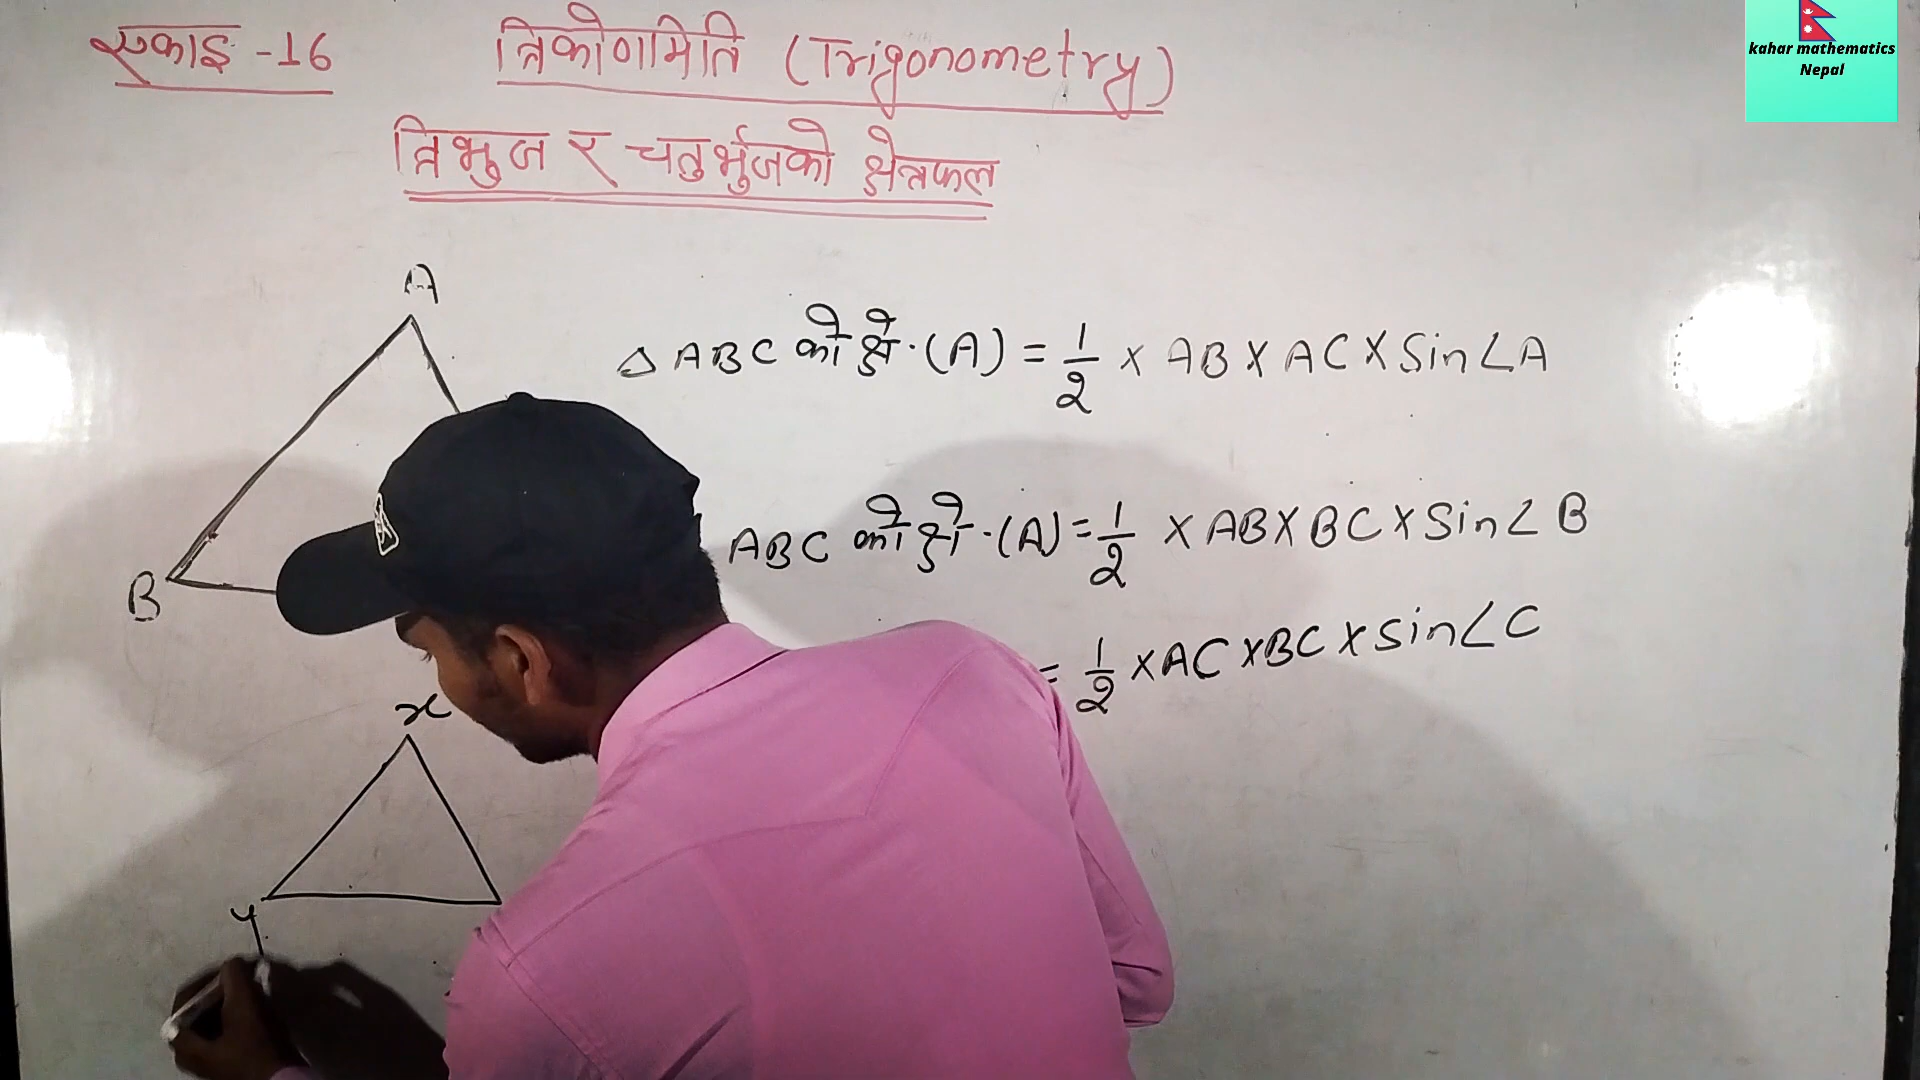 एकाइ -16
त्रिकोणमिति (Trigonometry)
kahar mathematics
Nepal
त्रिभुज र चतुर्भुजको क्षेत्रफल
A
B
△ ABC को क्षे.(A) = 1/2 × AB × AC × Sin∠A
ABC को क्षे.(A) = 1/2 × AB × BC × Sin∠B
= 1/2 × AC × BC × Sin∠C
x
y